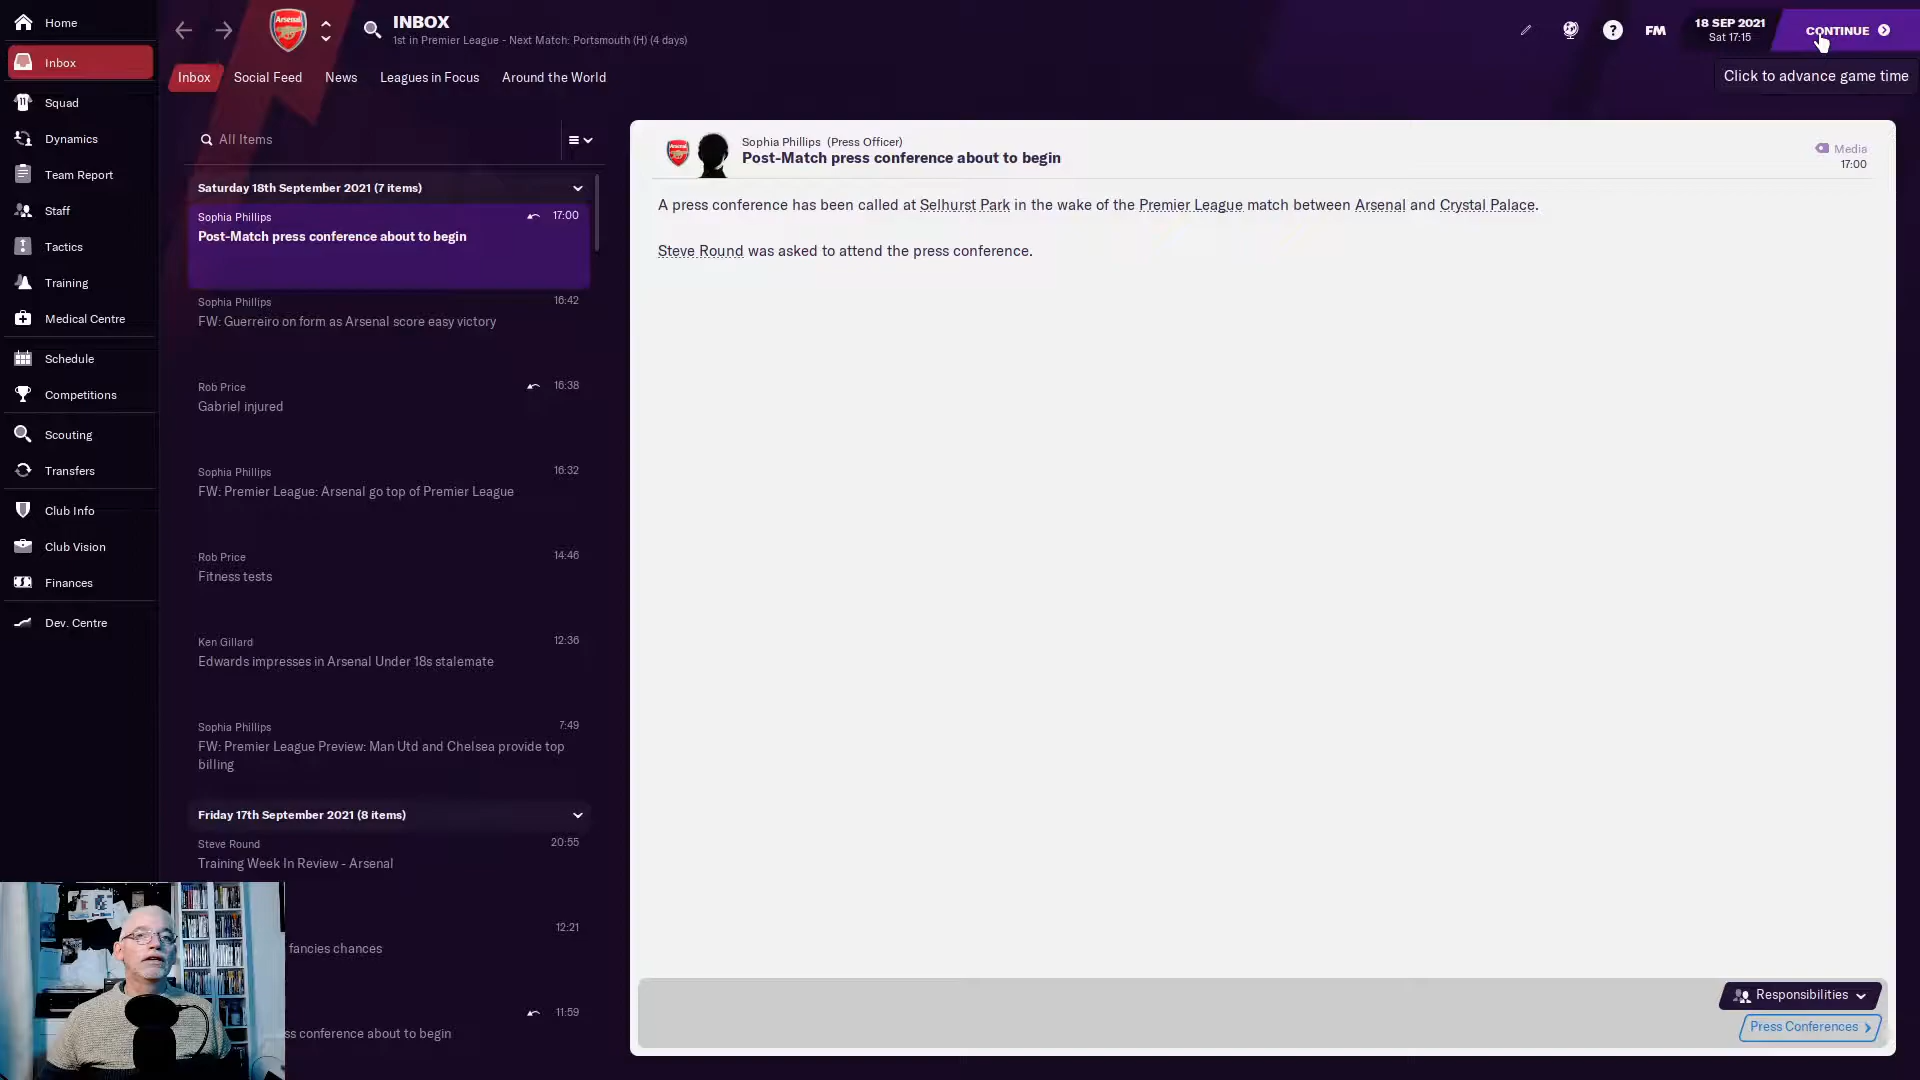 Home
Inbox
Squad
Dynamics
Team Report
Staff
Tactics
Training
Medical Centre
Schedule
Competitions
Scouting
Transfers
Club Info
Club Vision
Finances
Dev. Centre
Arsenal
INBOX
1st in Premier League - Next Match: Portsmouth (H) (4 days)
FM
18 SEP 2021
Sat 17:15
CONTINUE
Click to advance game time
Inbox
Social Feed
News
Leagues in Focus
Around the World
All Items
Saturday 18th September 2021 (7 items)
Sophia Phillips 17:00
Post-Match press conference about to begin
Sophia Phillips 16:42
FW: Guerreiro on form as Arsenal score easy victory
Rob Price 16:38
Gabriel injured
Sophia Phillips 16:32
FW: Premier League: Arsenal go top of Premier League
Rob Price 14:46
Fitness tests
Ken Gillard 12:36
Edwards impresses in Arsenal Under 18s stalemate
Sophia Phillips 7:49
FW: Premier League Preview: Man Utd and Chelsea provide top
billing
Friday 17th September 2021 (8 items)
Steve Round 20:55
Training Week In Review - Arsenal
12:21
fancies chances
11:59
ss conference about to begin
Sophia Phillips (Press Officer)
Post-Match press conference about to begin
Media
17:00
A press conference has been called at Selhurst Park in the wake of the Premier League match between Arsenal and Crystal Palace.
Steve Round was asked to attend the press conference.
Responsibilities
Press Conferences